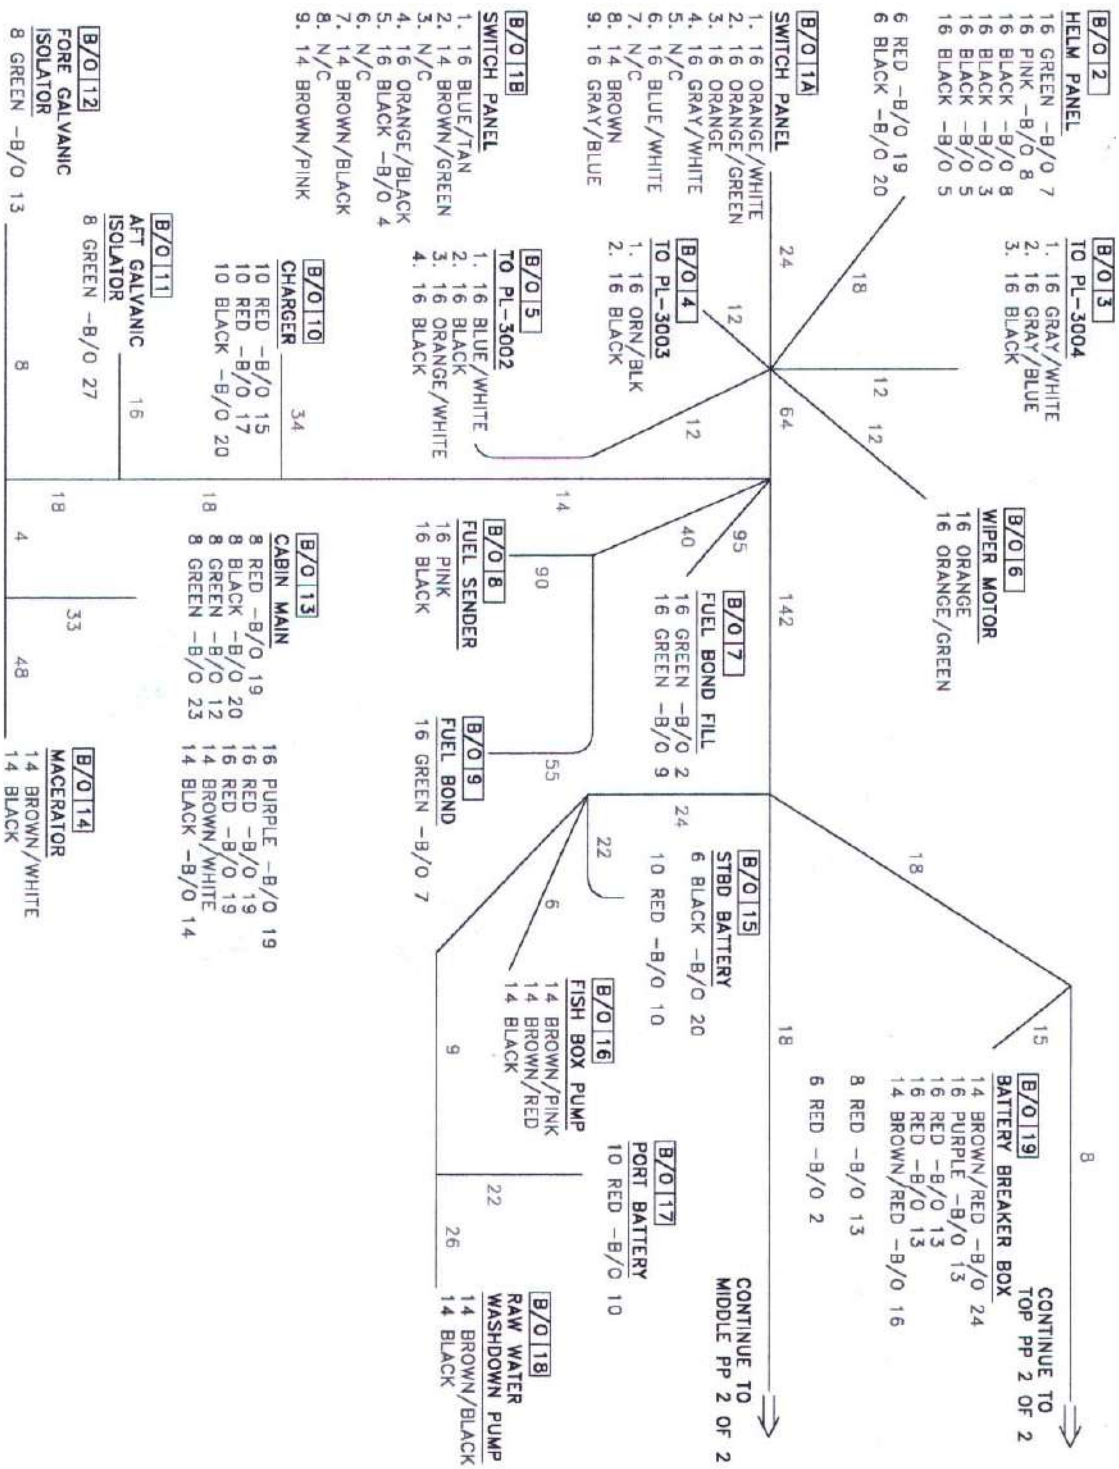 B/O 2
HELM PANEL
16 GREEN -B/O 7
16 PINK -B/O 8
16 BLACK -B/O 8
16 BLACK -B/O 3
16 BLACK -B/O 5
16 BLACK -B/O 5
6 RED -B/O 19
6 BLACK -B/O 20
B/O 3
TO PL-3004
1. 16 GRAY/WHITE
2. 16 GRAY/BLUE
3. 16 BLACK
B/O 1A
SWITCH PANEL
1. 16 ORANGE/WHITE
2. 16 ORANGE/GREEN
3. 16 ORANGE
4. 16 GRAY/WHITE
5. N/C
6. 16 BLUE/WHITE
7. N/C
8. 14 BROWN
9. 16 GRAY/BLUE
24
18
12
12
12
12
64
B/O 4
TO PL-3003
1. 16 ORN/BLK
2. 16 BLACK
B/O 6
WIPER MOTOR
16 ORANGE
16 ORANGE/GREEN
B/O 1B
SWITCH PANEL
1. 16 BLUE/TAN
2. 14 BROWN/GREEN
3. N/C
4. 16 ORANGE/BLACK
5. 16 BLACK -B/O 4
6. N/C
7. 14 BROWN/BLACK
8. N/C
9. 14 BROWN/PINK
B/O 5
TO PL-3002
1. 16 BLUE/WHITE
2. 16 BLACK
3. 16 ORANGE/WHITE
4. 16 BLACK
B/O 7
FUEL BOND FILL
16 GREEN -B/O 2
16 GREEN -B/O 9
95
40
142
14
90
55
B/O 8
FUEL SENDER
16 PINK
16 BLACK
B/O 9
FUEL BOND
16 GREEN -B/O 7
B/O 10
CHARGER
10 RED -B/O 15
10 RED -B/O 17
10 BLACK -B/O 20
34
B/O 11
AFT GALVANIC
ISOLATOR
8 GREEN -B/O 27
16
B/O 12
FORE GALVANIC
ISOLATOR
8 GREEN -B/O 13
8
18
18
4
33
48
B/O 13
CABIN MAIN
8 RED -B/O 19
8 BLACK -B/O 20
8 GREEN -B/O 12
8 GREEN -B/O 23
16 PURPLE -B/O 19
16 RED -B/O 19
16 RED -B/O 19
14 BROWN/WHITE
14 BLACK -B/O 14
B/O 14
MACERATOR
14 BROWN/WHITE
14 BLACK
B/O 15
STBD BATTERY
6 BLACK -B/O 20
10 RED -B/O 10
24
22
6
9
22
26
18
18
15
8
B/O 16
FISH BOX PUMP
14 BROWN/PINK
14 BROWN/RED
14 BLACK
B/O 17
PORT BATTERY
10 RED -B/O 10
B/O 18
RAW WATER
WASHDOWN PUMP
14 BROWN/BLACK
14 BLACK
B/O 19
BATTERY BREAKER BOX
14 BROWN/RED -B/O 24
16 PURPLE -B/O 13
16 RED -B/O 13
16 RED -B/O 13
14 BROWN/RED -B/O 16
8 RED -B/O 13
6 RED -B/O 2
CONTINUE TO
TOP PP 2 OF 2
CONTINUE TO
MIDDLE PP 2 OF 2